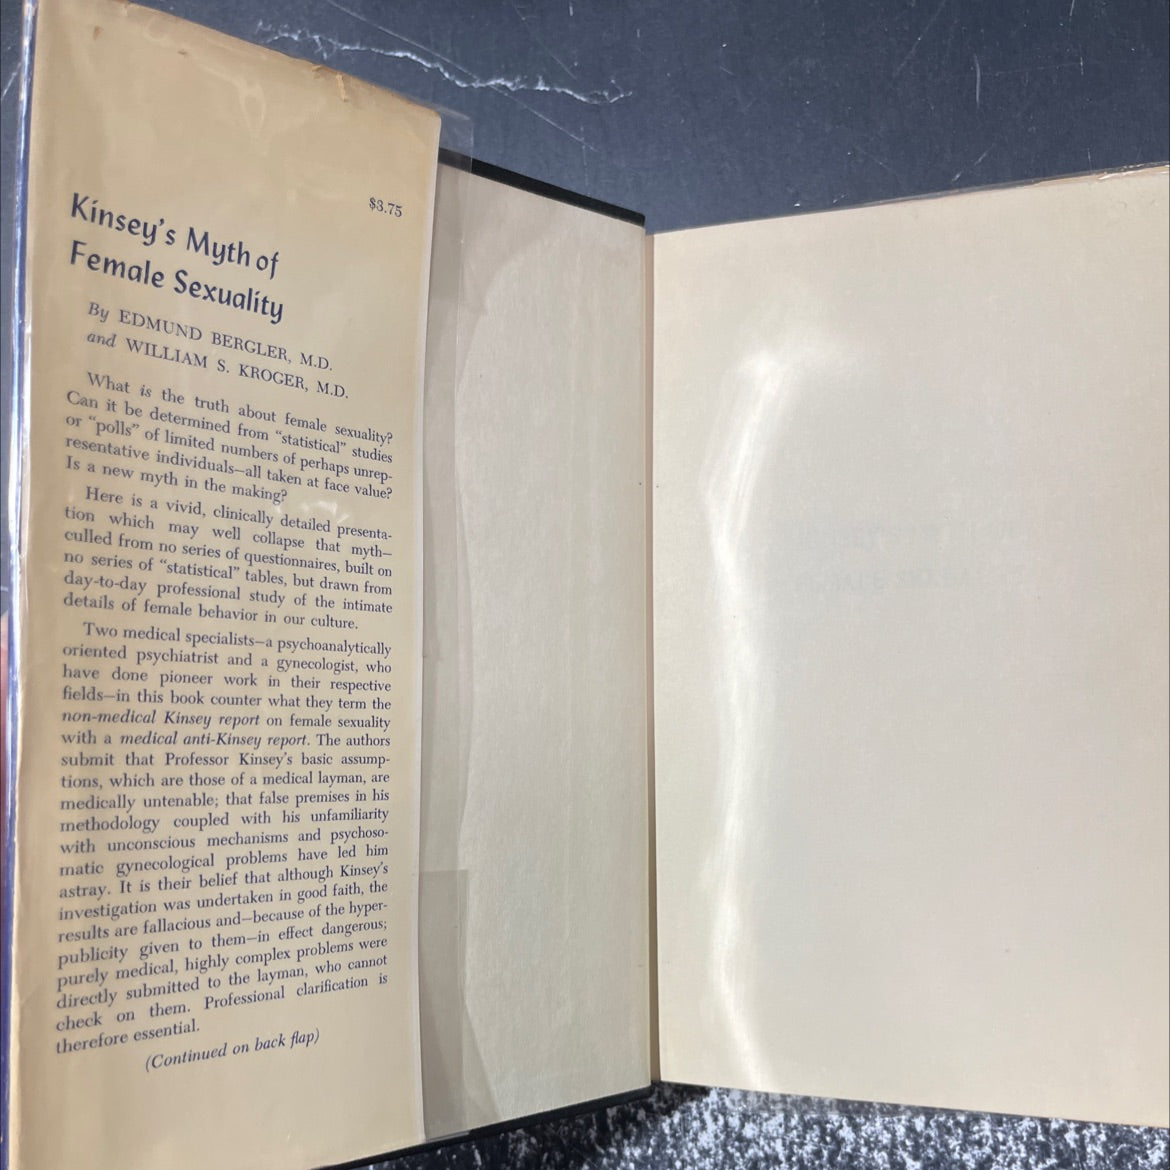 $3.75
Kinsey's Myth of
Female Sexuality
By EDMUND BERGLER, M.D.
and WILLIAM S. KROGER, M.D.
What is the truth about female sexuality?
Can it be determined from "statistical" studies
or "polls" of limited numbers of perhaps unrep-
resentative individuals—all taken at face value?
Is a new myth in the making?
Here is a vivid, clinically detailed presenta-
tion which may well collapse that myth—
culled from no series of questionnaires, built on
no series of "statistical" tables, but drawn from
day-to-day professional study of the intimate
details of female behavior in our culture.
Two medical specialists—a psychoanalytically
oriented psychiatrist and a gynecologist, who
have done pioneer work in their respective
fields—in this book counter what they term the
non-medical Kinsey report on female sexuality
with a medical anti-Kinsey report. The authors
submit that Professor Kinsey's basic assump-
tions, which are those of a medical layman, are
medically untenable; that false premises in his
methodology coupled with his unfamiliarity
with unconscious mechanisms and psychoso-
matic gynecological problems have led him
astray. It is their belief that although Kinsey's
investigation was undertaken in good faith, the
results are fallacious and—because of the hyper-
publicity given to them—in effect dangerous;
purely medical, highly complex problems were
directly submitted to the layman, who cannot
check on them. Professional clarification is
therefore essential.
(Continued on back flap)